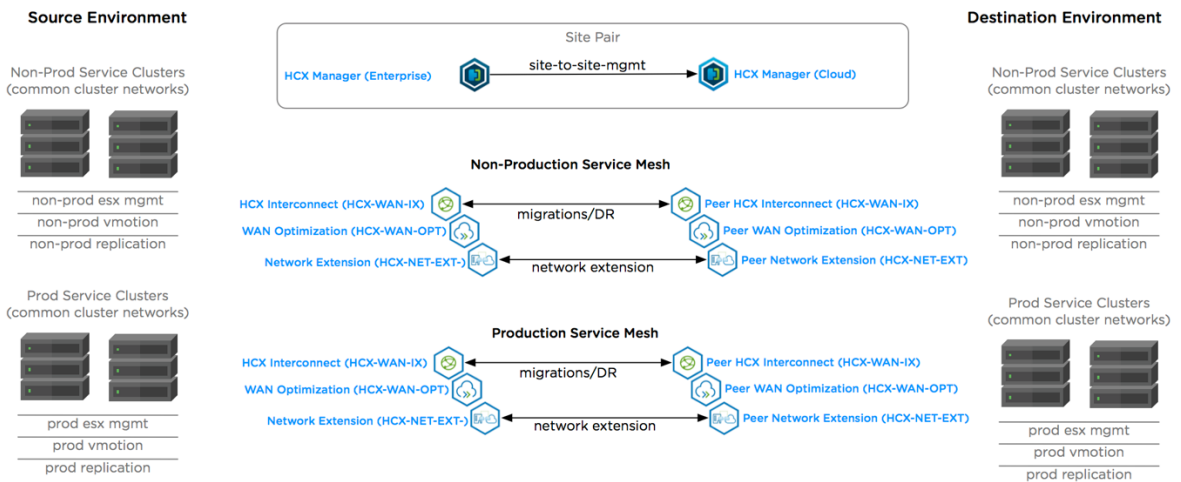 Source Environment
Destination Environment
Site Pair
HCX Manager (Enterprise)
site-to-site-mgmt
HCX Manager (Cloud)
Non-Prod Service Clusters
(common cluster networks)
non-prod esx mgmt
non-prod vmotion
non-prod replication
Non-Production Service Mesh
HCX Interconnect (HCX-WAN-IX)
migrations/DR
Peer HCX Interconnect (HCX-WAN-IX)
WAN Optimization (HCX-WAN-OPT)
Peer WAN Optimization (HCX-WAN-OPT)
Network Extension (HCX-NET-EXT-)
network extension
Peer Network Extension (HCX-NET-EXT)
Non-Prod Service Clusters
(common cluster networks)
non-prod esx mgmt
non-prod vmotion
non-prod replication
Prod Service Clusters
(common cluster networks)
prod esx mgmt
prod vmotion
prod replication
Production Service Mesh
HCX Interconnect (HCX-WAN-IX)
migrations/DR
Peer HCX Interconnect (HCX-WAN-IX)
WAN Optimization (HCX-WAN-OPT)
Peer WAN Optimization (HCX-WAN-OPT)
Network Extension (HCX-NET-EXT-)
network extension
Peer Network Extension (HCX-NET-EXT)
Prod Service Clusters
(common cluster networks)
prod esx mgmt
prod vmotion
prod replication